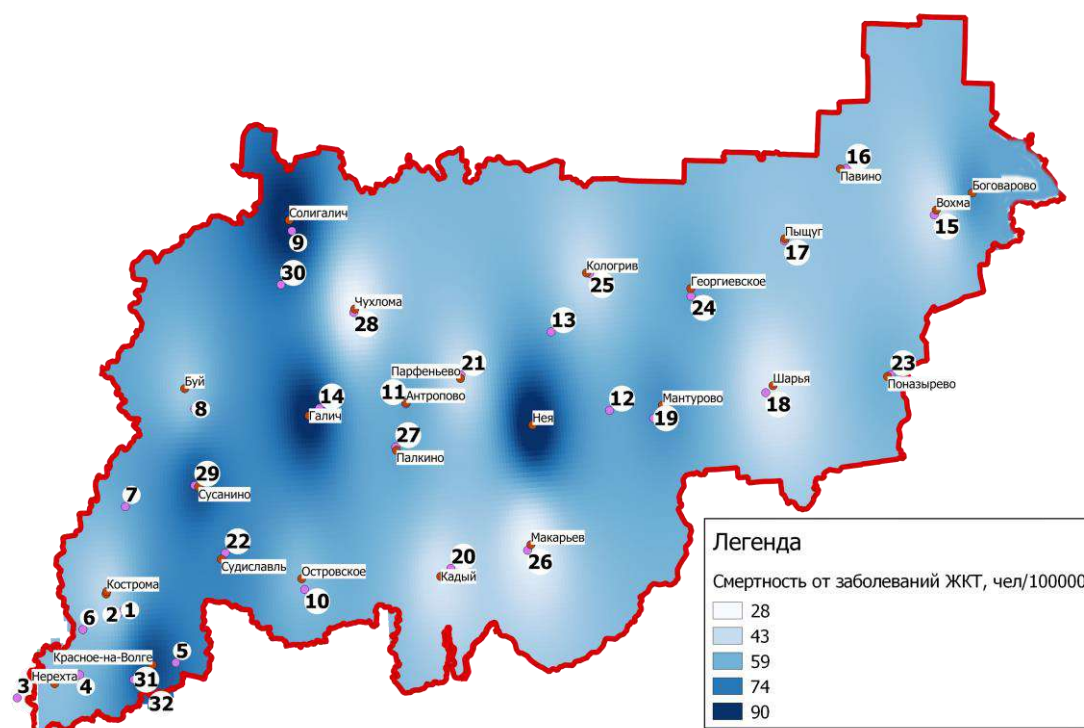 16
Павино
Боговарово
Вохма
15
Солигалич
9
Пыщуг
17
30
Кологрив
25
Георгиевское
24
Чухлома
28
13
21
Парфеньево
23
Поназырево
Буй
8
14
Галич
11
Антропово
12
Мантурово
19
Шарья
18
Нея
27
Палкино
29
Сусанино
7
22
Судиславль
Макарьев
26
20
Кадый
Островское
10
Кострома
6
2
1
Красное-на-Волге
5
Нерехта
3
4
31
32
Легенда
Смертность от заболеваний ЖКТ, чел/100000
28
43
59
74
90